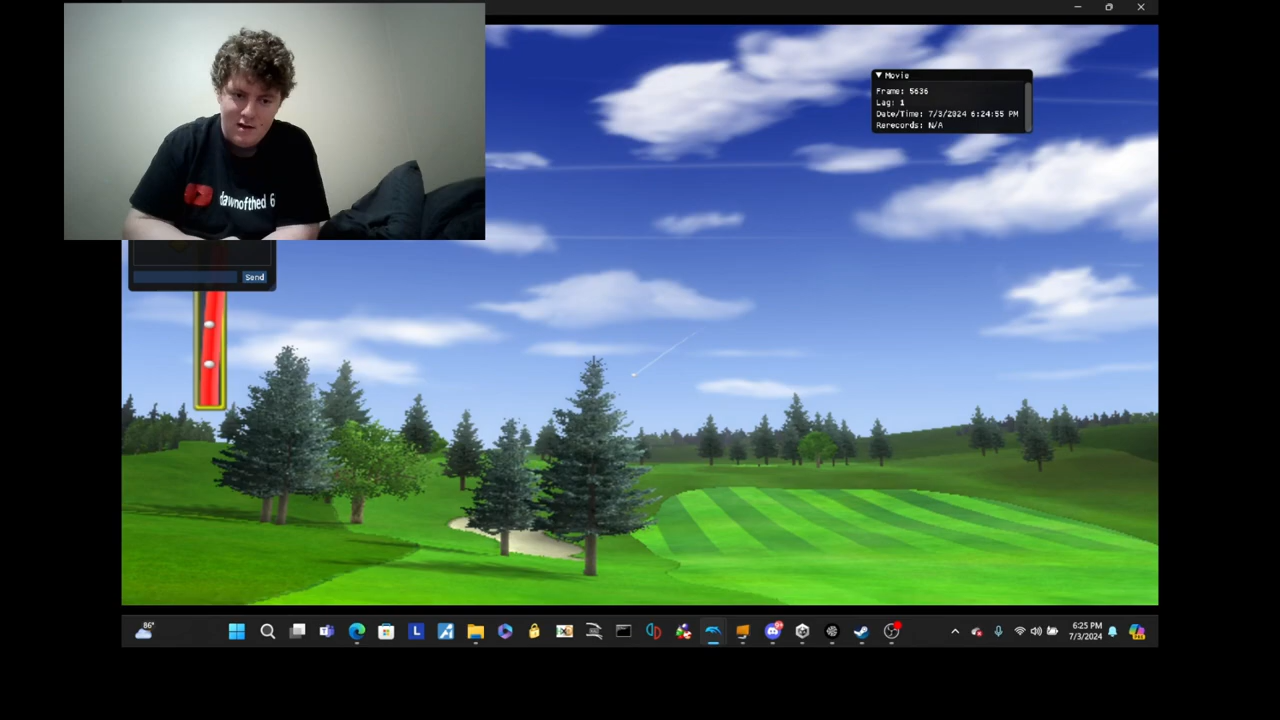 Movie
Frame: 5636
Lag: 1
Date/Time: 7/3/2024 6:24:55 PM
Rerecords: N/A
dawnofthed 6
Send
86°
6:25 PM
7/3/2024